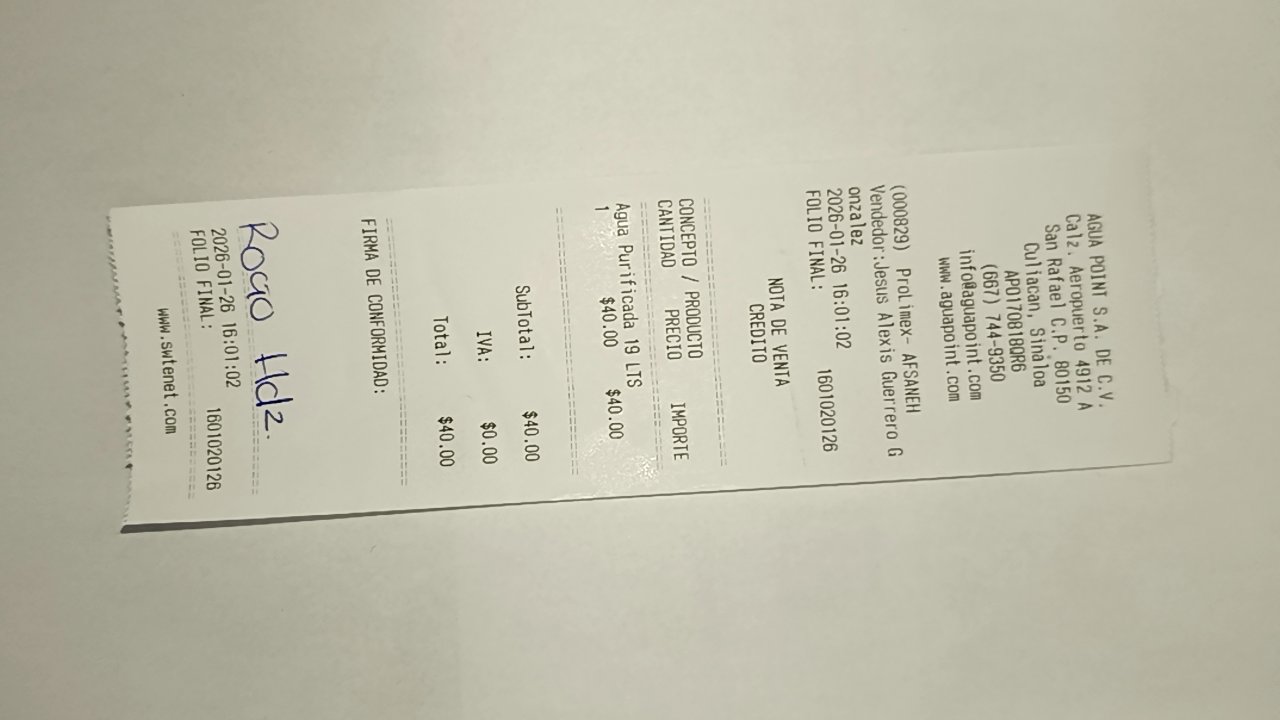 AGUA POINT S.A. DE C.V.
Calz. Aeropuerto 4912 A
San Rafael C.P. 80150
Culiacan, Sinaloa
APO170818QR6
(667) 744-9350
info@aguapoint.com
www.aguapoint.com
(000829) ProLimex- AFSANEH
Vendedor:Jesus Alexis Guerrero G
onzalez
2026-01-26 16:01:02
FOLIO FINAL: 1601020126
NOTA DE VENTA
CREDITO
CONCEPTO / PRODUCTO
CANTIDAD PRECIO IMPORTE
Agua Purificada 19 LTS
1 $40.00 $40.00
SubTotal: $40.00
IVA: $0.00
Total: $40.00
FIRMA DE CONFORMIDAD:
Hdz.
2026-01-26 16:01:02
FOLIO FINAL: 1601020126
www.swtenet.com